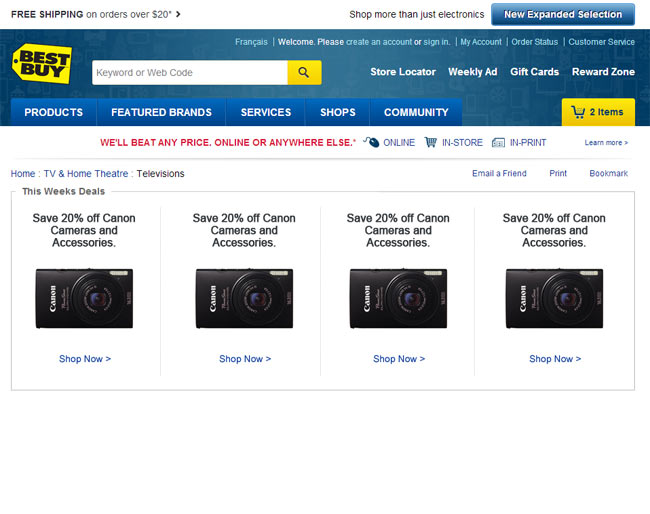 FREE SHIPPING on orders over $20* >
Shop more than just electronics
New Expanded Selection
Français | Welcome. Please create an account or sign in. | My Account | Order Status | Customer Service
BEST BUY
Keyword or Web Code
Store Locator Weekly Ad Gift Cards Reward Zone
PRODUCTS FEATURED BRANDS SERVICES SHOPS COMMUNITY
2 Items
WE'LL BEAT ANY PRICE. ONLINE OR ANYWHERE ELSE.* ONLINE IN-STORE IN-PRINT Learn more >
Home : TV & Home Theatre : Televisions
Email a Friend Print Bookmark
This Weeks Deals
Save 20% off Canon
Cameras and
Accessories.
Canon
Shop Now >
Save 20% off Canon
Cameras and
Accessories.
Canon
Shop Now >
Save 20% off Canon
Cameras and
Accessories.
Canon
Shop Now >
Save 20% off Canon
Cameras and
Accessories.
Canon
Shop Now >